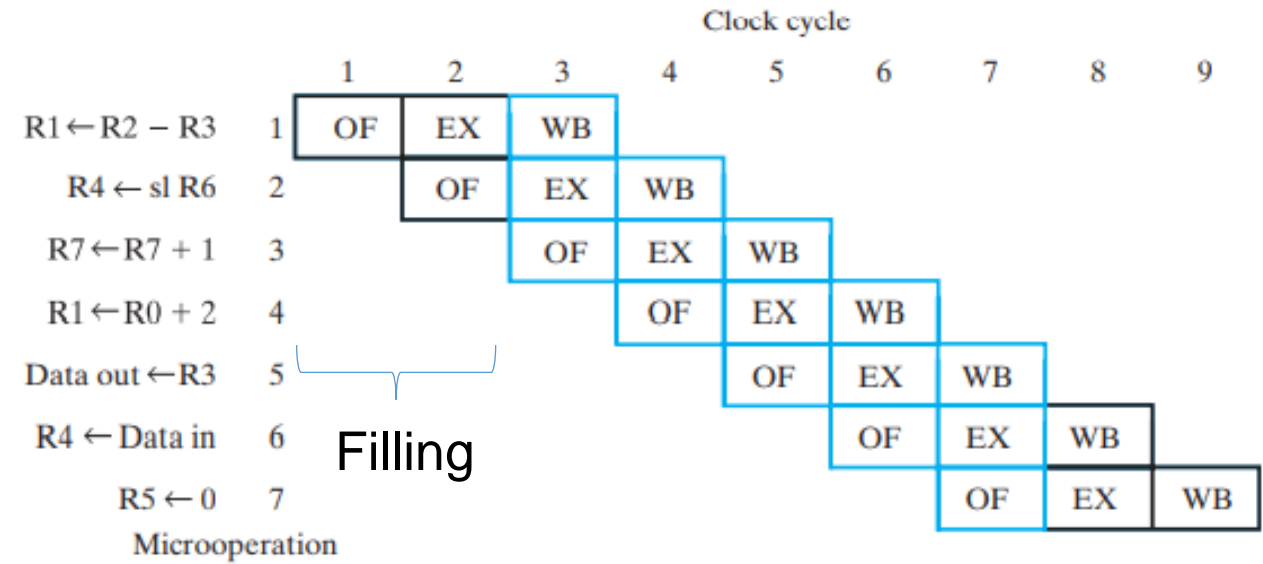 Clock cycle
1 2 3 4 5 6 7 8 9
R1←R2 − R3 1 OF EX WB
R4 ← sl R6 2 OF EX WB
R7←R7 + 1 3 OF EX WB
R1←R0 + 2 4 OF EX WB
Data out ←R3 5 OF EX WB
R4 ← Data in 6 OF EX WB
Filling
R5 ← 0 7 OF EX WB
Microoperation